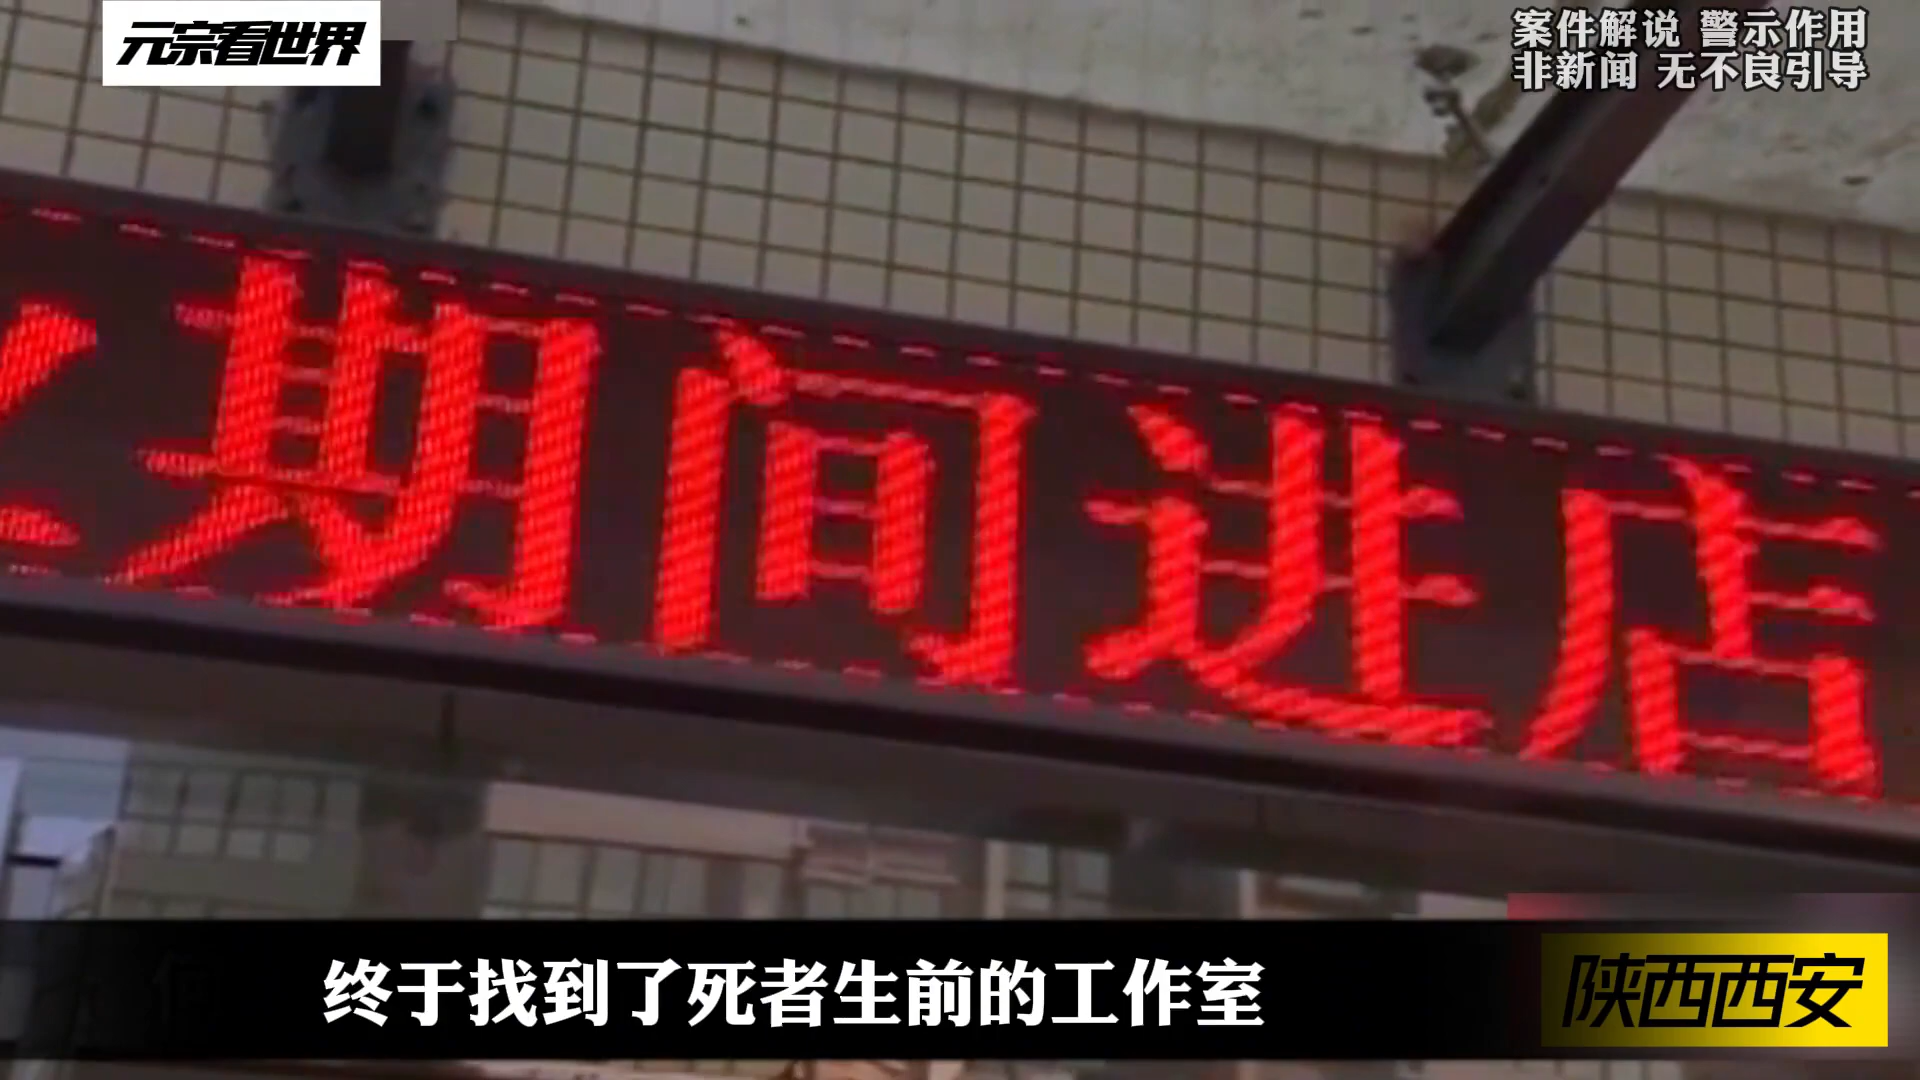 元宗看世界
案件解说 警示作用
非新闻 无不良引导
期间进店
终于找到了死者生前的工作室
陕西西安